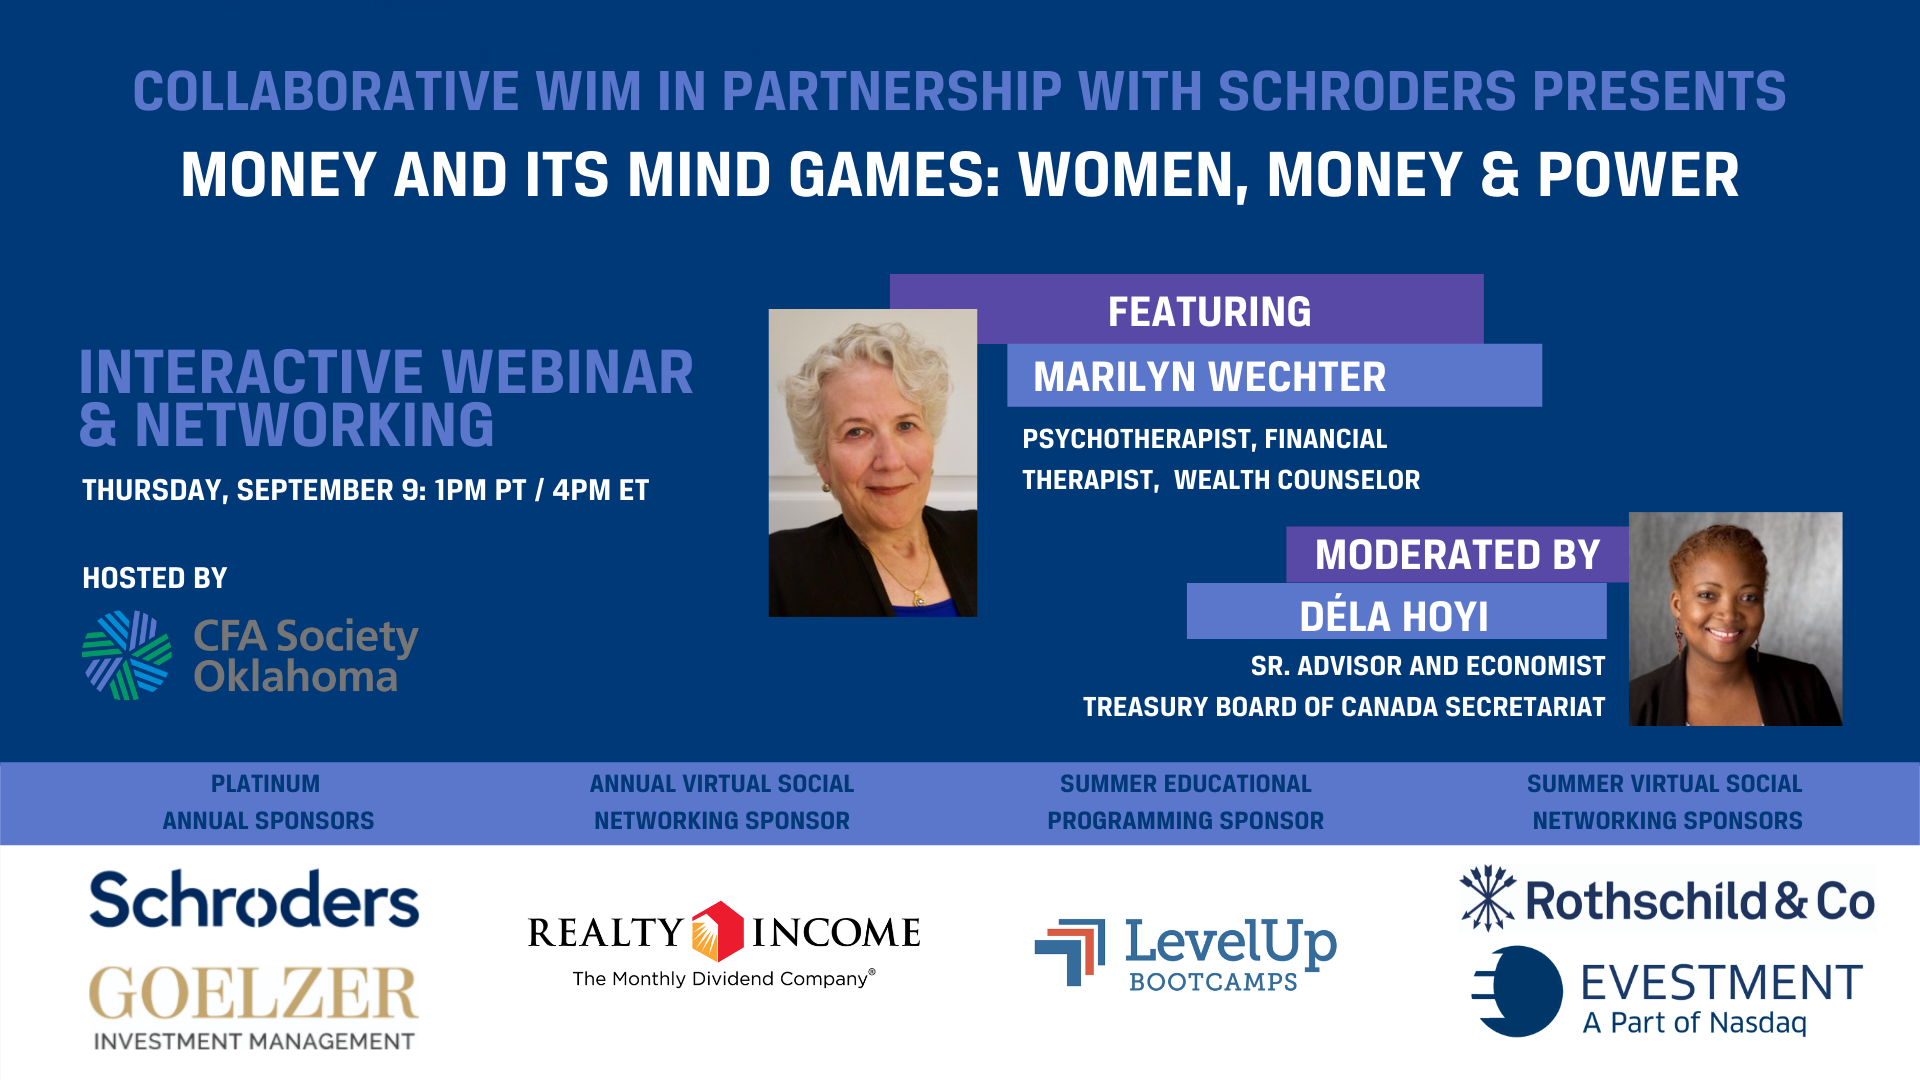 COLLABORATIVE WIM IN PARTNERSHIP WITH SCHRODERS PRESENTS
MONEY AND ITS MIND GAMES: WOMEN, MONEY & POWER
INTERACTIVE WEBINAR
& NETWORKING
THURSDAY, SEPTEMBER 9: 1PM PT / 4PM ET
HOSTED BY
CFA Society
Oklahoma
FEATURING
MARILYN WECHTER
PSYCHOTHERAPIST, FINANCIAL
THERAPIST, WEALTH COUNSELOR
MODERATED BY
DÉLA HOYI
SR. ADVISOR AND ECONOMIST
TREASURY BOARD OF CANADA SECRETARIAT
PLATINUM
ANNUAL SPONSORS
Schroders
GOELZER
INVESTMENT MANAGEMENT
ANNUAL VIRTUAL SOCIAL
NETWORKING SPONSOR
REALTY INCOME
The Monthly Dividend Company®
SUMMER EDUCATIONAL
PROGRAMMING SPONSOR
LevelUp
BOOTCAMPS
SUMMER VIRTUAL SOCIAL
NETWORKING SPONSORS
Rothschild & Co
EVESTMENT
A Part of Nasdaq